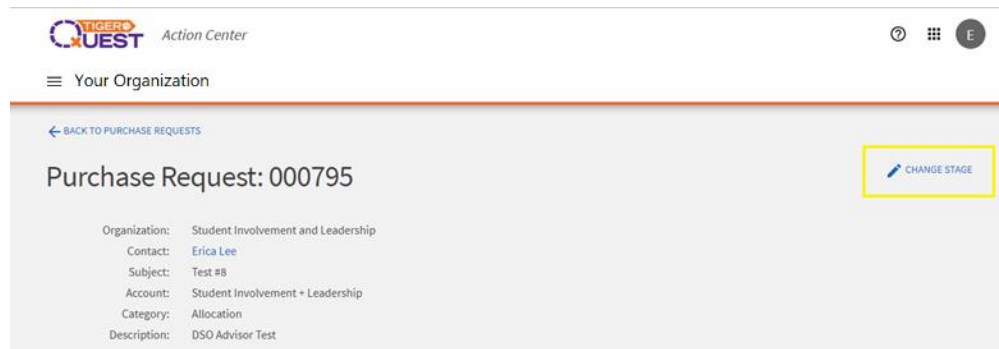 TIGER
QUEST Action Center
E
Your Organization
BACK TO PURCHASE REQUESTS
Purchase Request: 000795
CHANGE STAGE
Organization: Student Involvement and Leadership
Contact: Erica Lee
Subject: Test #8
Account: Student Involvement + Leadership
Category: Allocation
Description: DSO Advisor Test